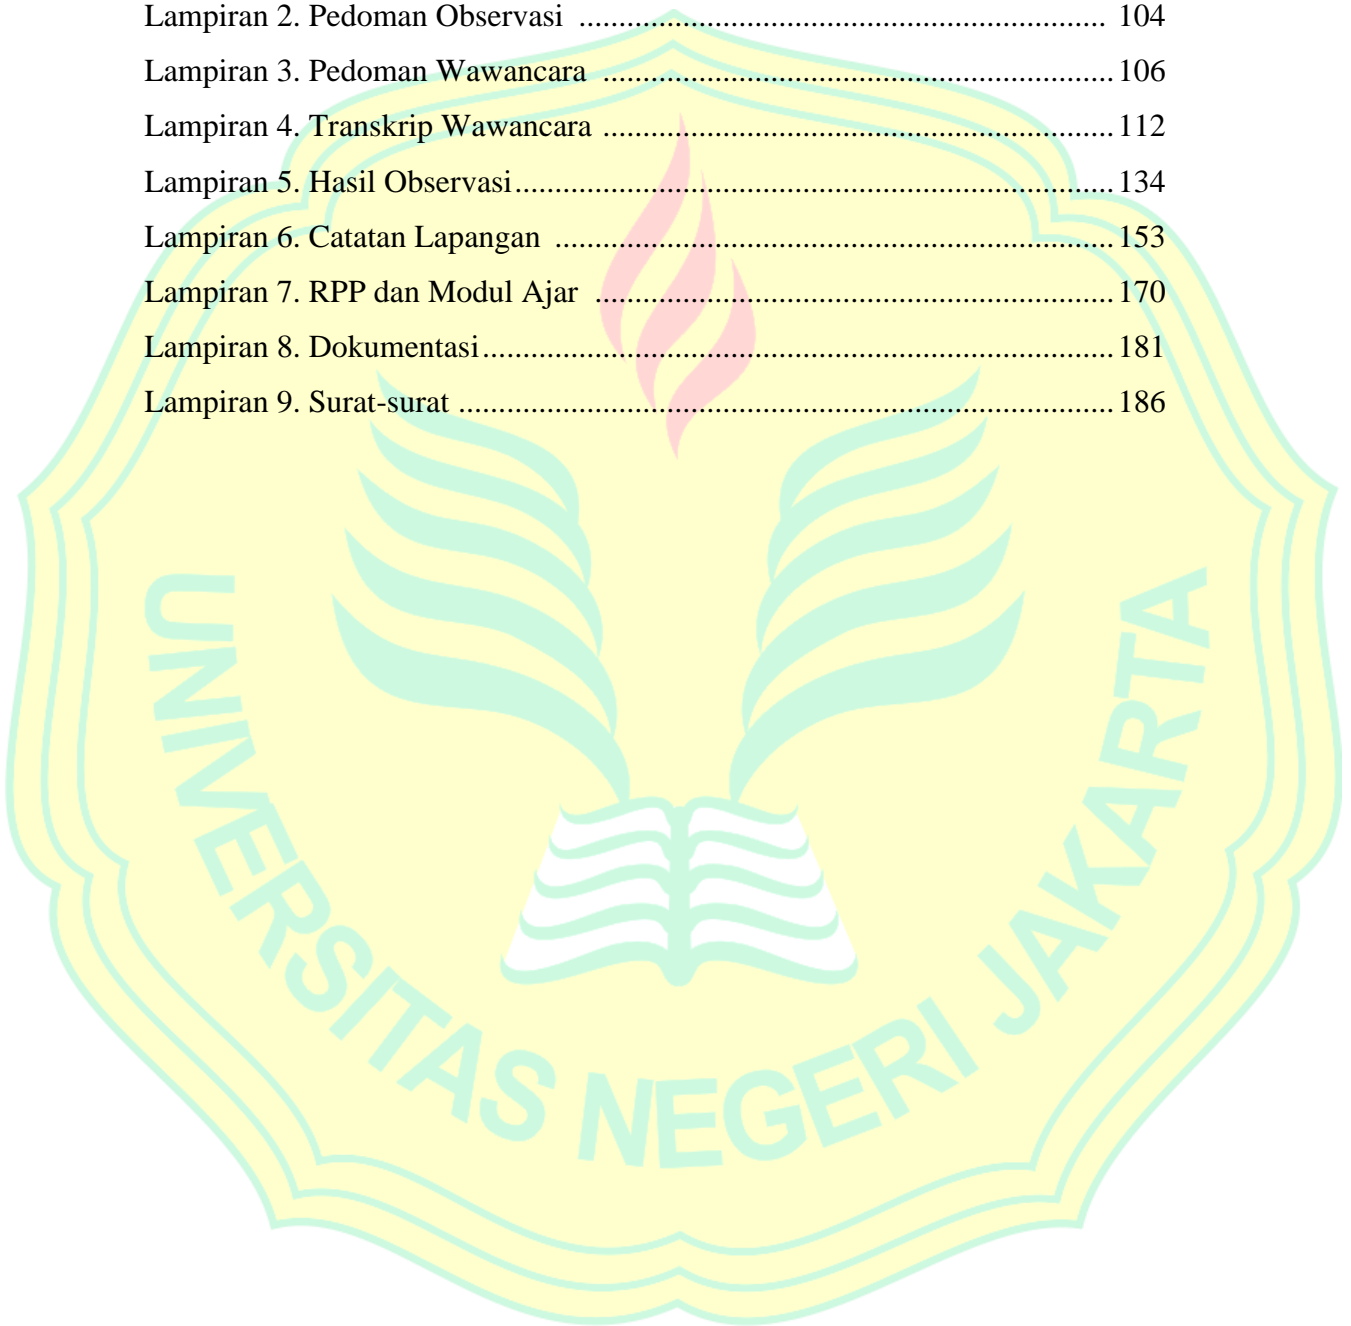 Lampiran 2. Pedoman Observasi .................................................................. 104
Lampiran 3. Pedoman Wawancara ................................................................ 106
Lampiran 4. Transkrip Wawancara ................................................................. 112
Lampiran 5. Hasil Observasi............................................................................ 134
Lampiran 6. Catatan Lapangan ....................................................................... 153
Lampiran 7. RPP dan Modul Ajar .................................................................. 170
Lampiran 8. Dokumentasi................................................................................ 181
Lampiran 9. Surat-surat ................................................................................... 186
UNIVERSITAS NEGERI JAKARTA